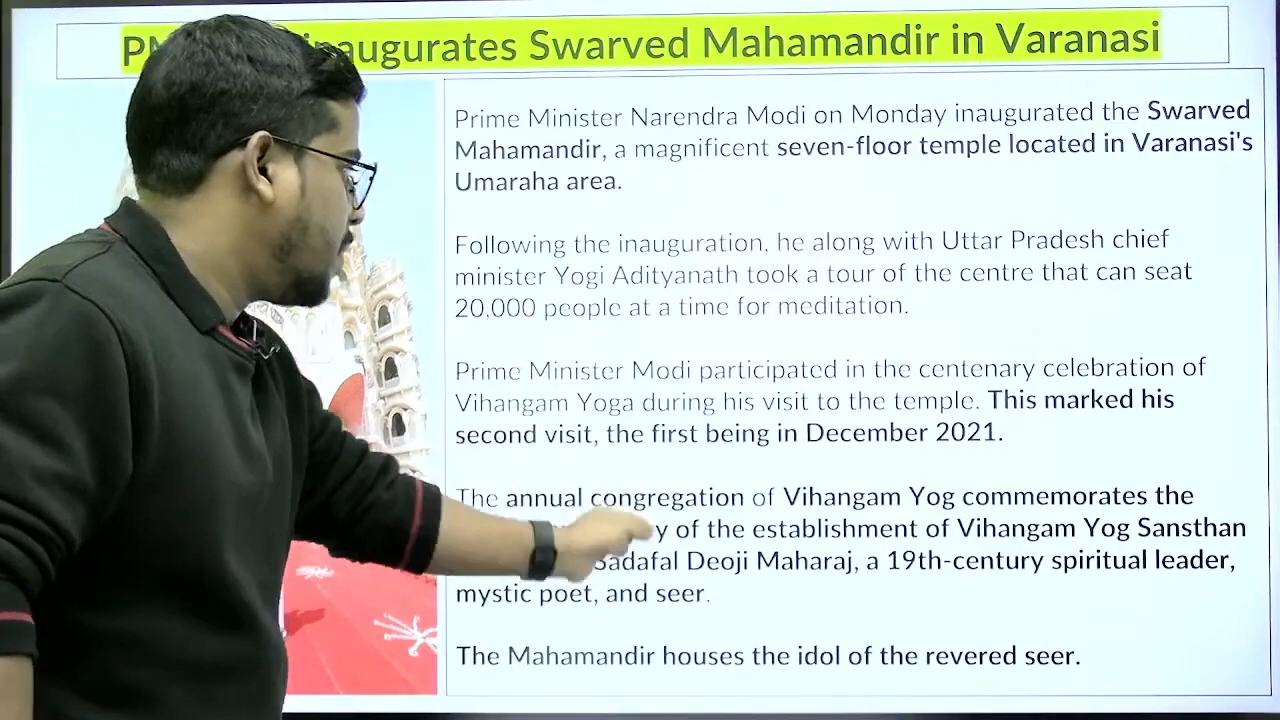 inaugurates Swarved Mahamandir in Varanasi
Prime Minister Narendra Modi on Monday inaugurated the Swarved
Mahamandir, a magnificent seven-floor temple located in Varanasi's
Umaraha area.
Following the inauguration, he along with Uttar Pradesh chief
minister Yogi Adityanath took a tour of the centre that can seat
20,000 people at a time for meditation.
Prime Minister Modi participated in the centenary celebration of
Vihangam Yoga during his visit to the temple. This marked his
second visit, the first being in December 2021.
The annual congregation of Vihangam Yog commemorates the
of the establishment of Vihangam Yog Sansthan
Sadafal Deoji Maharaj, a 19th-century spiritual leader,
mystic poet, and seer.
The Mahamandir houses the idol of the revered seer.